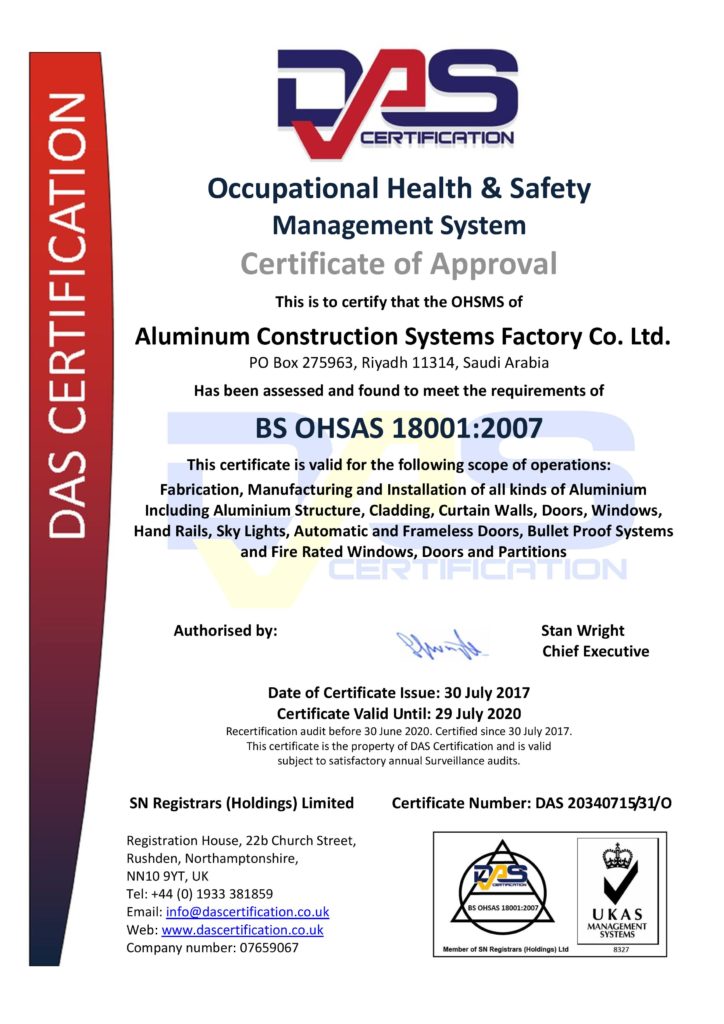 DAS CERTIFICATION
DAS
CERTIFICATION
Occupational Health & Safety
Management System
Certificate of Approval
This is to certify that the OHSMS of
Aluminum Construction Systems Factory Co. Ltd.
PO Box 275963, Riyadh 11314, Saudi Arabia
Has been assessed and found to meet the requirements of
BS OHSAS 18001:2007
This certificate is valid for the following scope of operations:
Fabrication, Manufacturing and Installation of all kinds of Aluminium
Including Aluminium Structure, Cladding, Curtain Walls, Doors, Windows,
Hand Rails, Sky Lights, Automatic and Frameless Doors, Bullet Proof Systems
and Fire Rated Windows, Doors and Partitions
DAS
CERTIFICATION
Authorised by:
Stan Wright
Chief Executive
Date of Certificate Issue: 30 July 2017
Certificate Valid Until: 29 July 2020
Recertification audit before 30 June 2020. Certified since 30 July 2017.
This certificate is the property of DAS Certification and is valid
subject to satisfactory annual Surveillance audits.
SN Registrars (Holdings) Limited
Certificate Number: DAS 20340715/31/O
Registration House, 22b Church Street,
Rushden, Northamptonshire,
NN10 9YT, UK
Tel: +44 (0) 1933 381859
Email: info@dascertification.co.uk
Web: www.dascertification.co.uk
Company number: 07659067
DAS
CERTIFICATION
BS OHSAS 18001:2007
Member of SN Registrars (Holdings) Ltd
UKAS
MANAGEMENT
SYSTEMS
8327